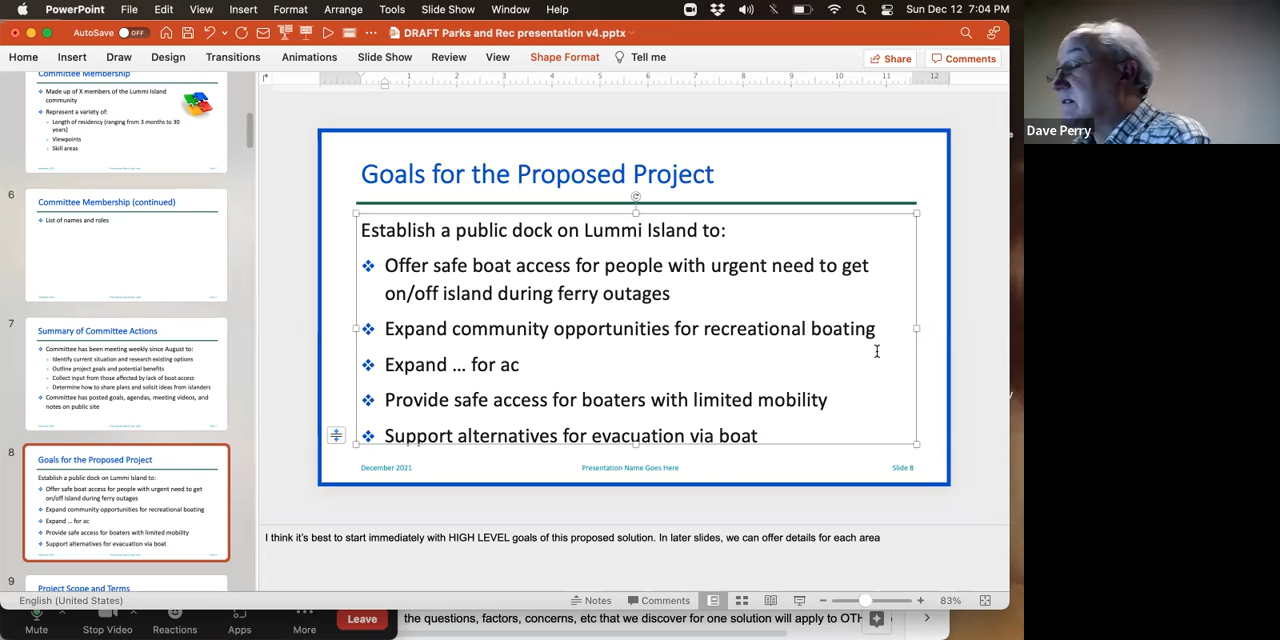 PowerPoint File Edit View Insert Format Arrange Tools Slide Show Window Help Sun Dec 12 7:04 PM
AutoSave OFF ... DRAFT Parks and Rec presentation v4.pptx
Home Insert Draw Design Transitions Animations Slide Show Review View Shape Format Tell me Share Comments
1 2 3 4 5 6 7 8 9 10 11 12
Committee Membership
Made up of X members of the Lummi Island
community
Represent a variety of:
Length of residency (ranging from 3 months to 30
years)
Viewpoints
Skill areas
6
Committee Membership (continued)
List of names and roles
7
Summary of Committee Actions
Committee has been meeting weekly since August to:
Identify current situation and research existing options
Outline project goals and potential benefits
Collect input from those affected by lack of boat access
Determine how to share plans and solicit ideas from islanders
Committee has posted goals, agendas, meeting videos, and
notes on public site
8
Goals for the Proposed Project
Establish a public dock on Lummi Island to:
Offer safe boat access for people with urgent need to get
on/off island during ferry outages
Expand community opportunities for recreational boating
Expand ... for ac
Provide safe access for boaters with limited mobility
Support alternatives for evacuation via boat
9
Project Scope and Terms
Goals for the Proposed Project
Establish a public dock on Lummi Island to:
Offer safe boat access for people with urgent need to get
on/off island during ferry outages
Expand community opportunities for recreational boating
Expand ... for ac
Provide safe access for boaters with limited mobility
Support alternatives for evacuation via boat
December 2021 Presentation Name Goes Here Slide 8
I think it's best to start immediately with HIGH LEVEL goals of this proposed solution. In later slides, we can offer details for each area
English (United States) Notes Comments 83%
Mute Stop Video Reactions Apps More Leave
the questions, factors, concerns, etc that we discover for one solution will apply to OTH
Dave Perry